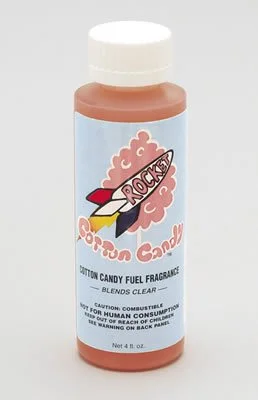 ROCKET
Cotton Candy™
COTTON CANDY FUEL FRAGRANCE
— BLENDS CLEAR —
CAUTION: COMBUSTIBLE
NOT FOR HUMAN CONSUMPTION
KEEP OUT OF REACH OF CHILDREN
SEE WARNING ON BACK PANEL
Net 4 fl. oz.